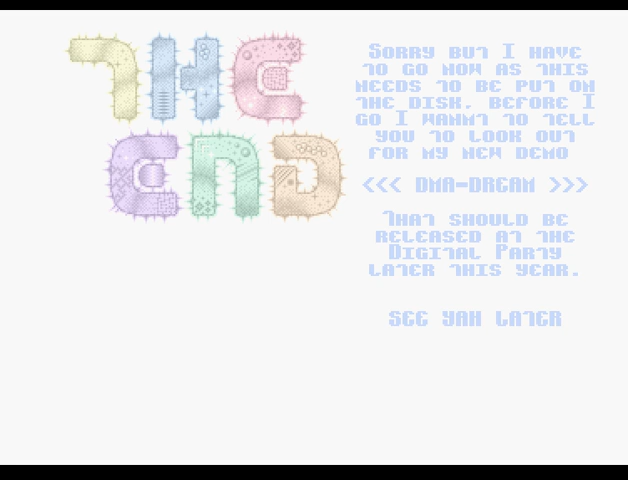 THE
END
SORRY BUT I HAVE
TO GO NOW AS THIS
NEEDS TO BE PUT ON
THE DISK. BEFORE I
GO I WANNT TO TELL
YOU TO LOOK OUT
FOR MY NEW DEMO
<<< DMA-DREAM >>>
THAT SHOULD BE
RELEASED AT THE
DIGITAL PARTY
LATER THIS YEAR.
SEE YAH LATER